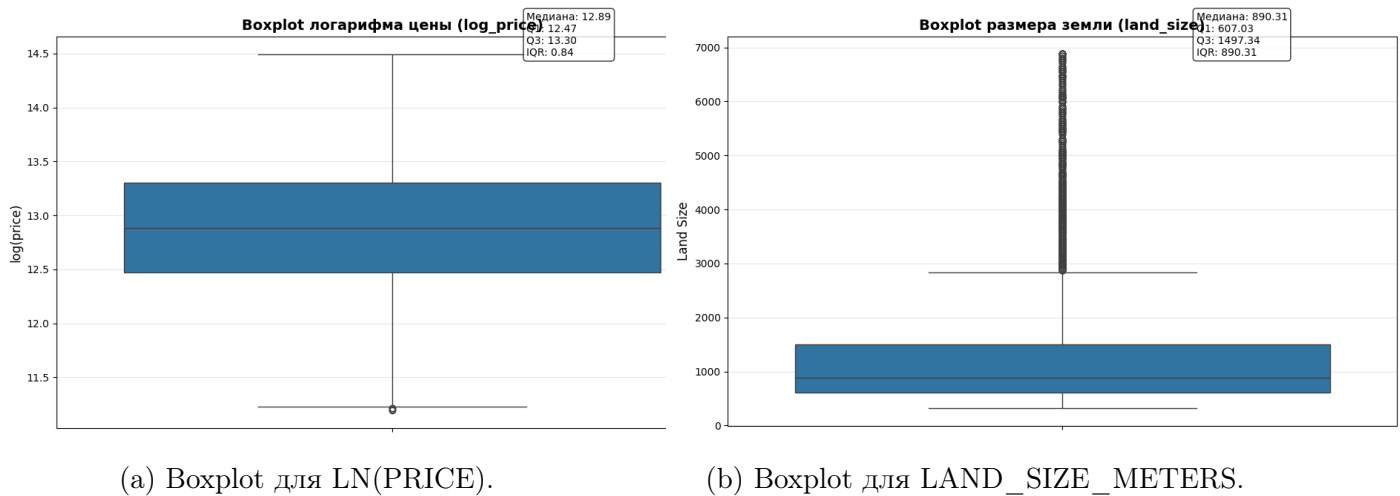 Boxplot логарифма цены (log_price)
Медиана: 12.89
Q1: 12.47
Q3: 13.30
IQR: 0.84
14.5
14.0
13.5
13.0
12.5
12.0
11.5
log(price)
Boxplot размера земли (land_size)
Медиана: 890.31
Q1: 607.03
Q3: 1497.34
IQR: 890.31
7000
6000
5000
4000
3000
2000
1000
0
Land Size
(a) Boxplot для LN(PRICE).
(b) Boxplot для LAND_SIZE_METERS.